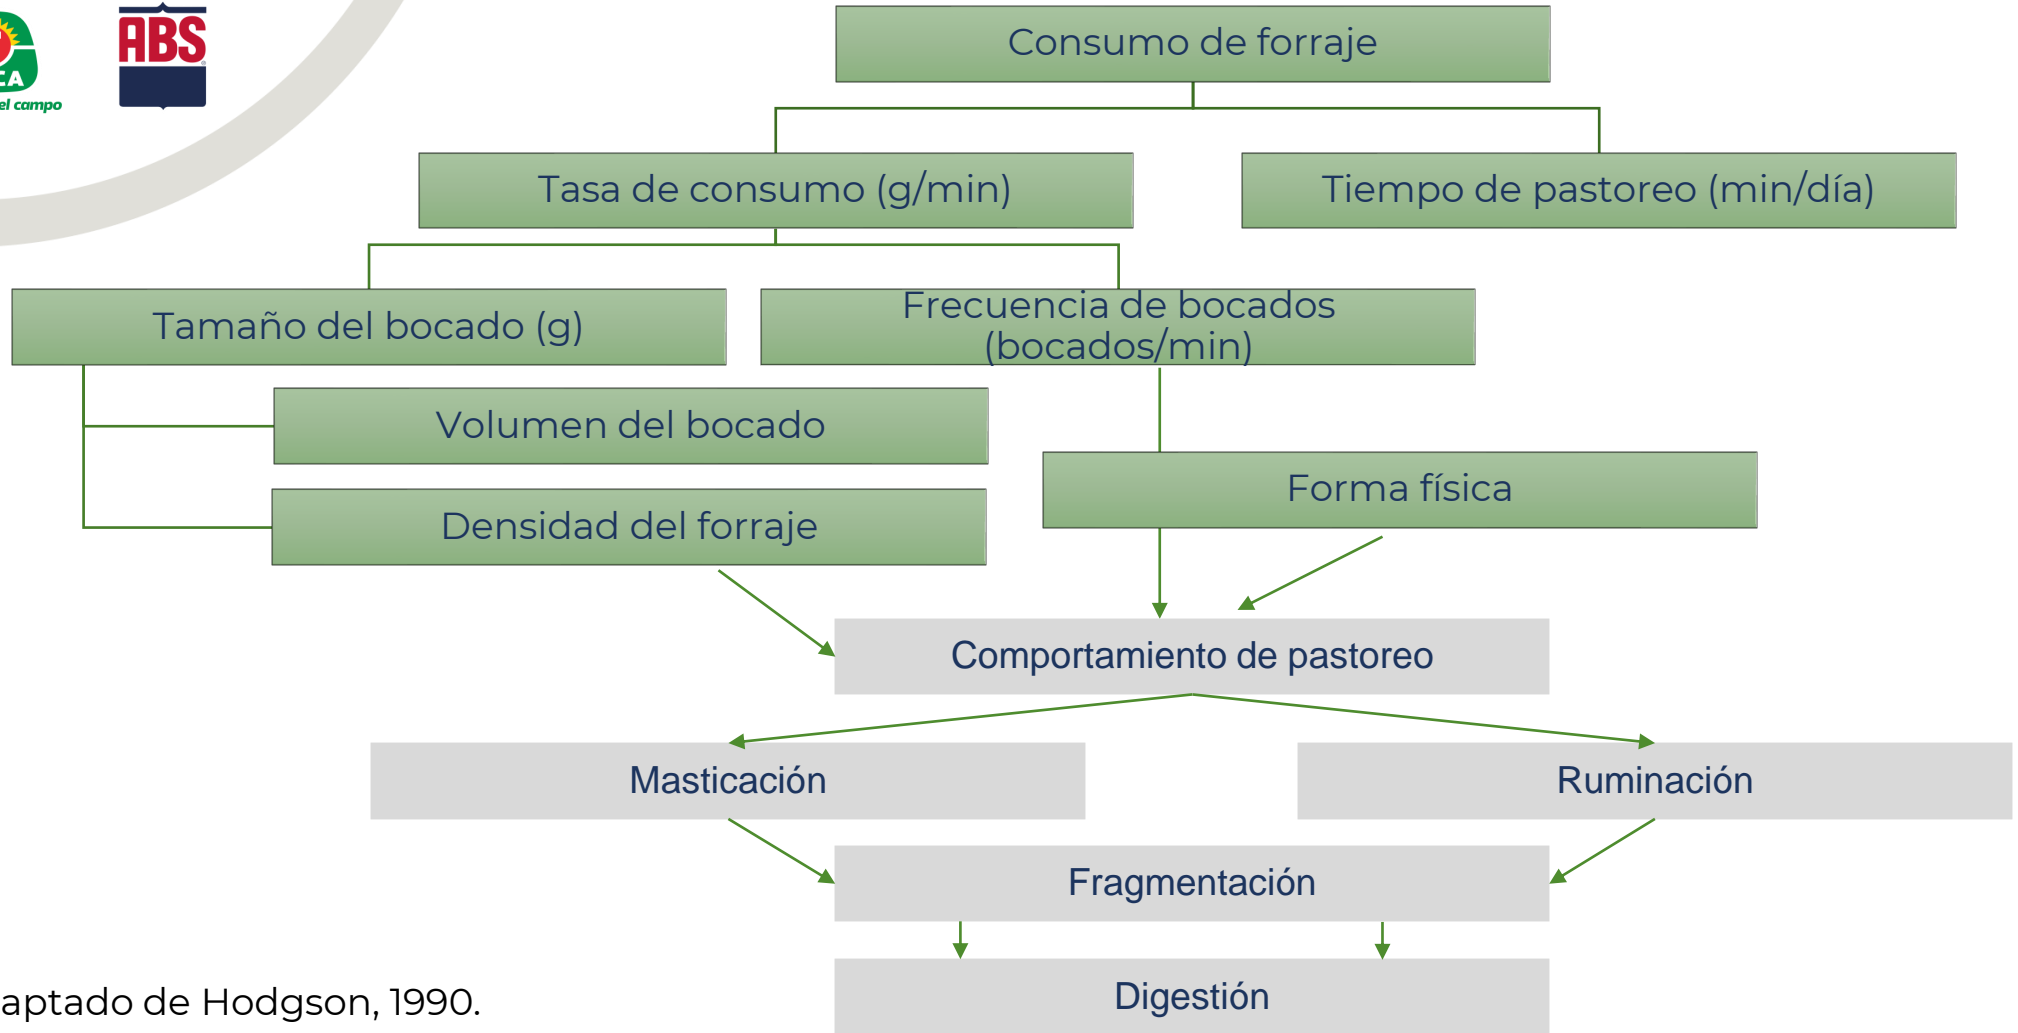 ABS
CA
el campo
Consumo de forraje
Tasa de consumo (g/min)
Tiempo de pastoreo (min/día)
Tamaño del bocado (g)
Frecuencia de bocados
(bocados/min)
Volumen del bocado
Forma física
Densidad del forraje
Comportamiento de pastoreo
Masticación
Ruminación
Fragmentación
Digestión
aptado de Hodgson, 1990.